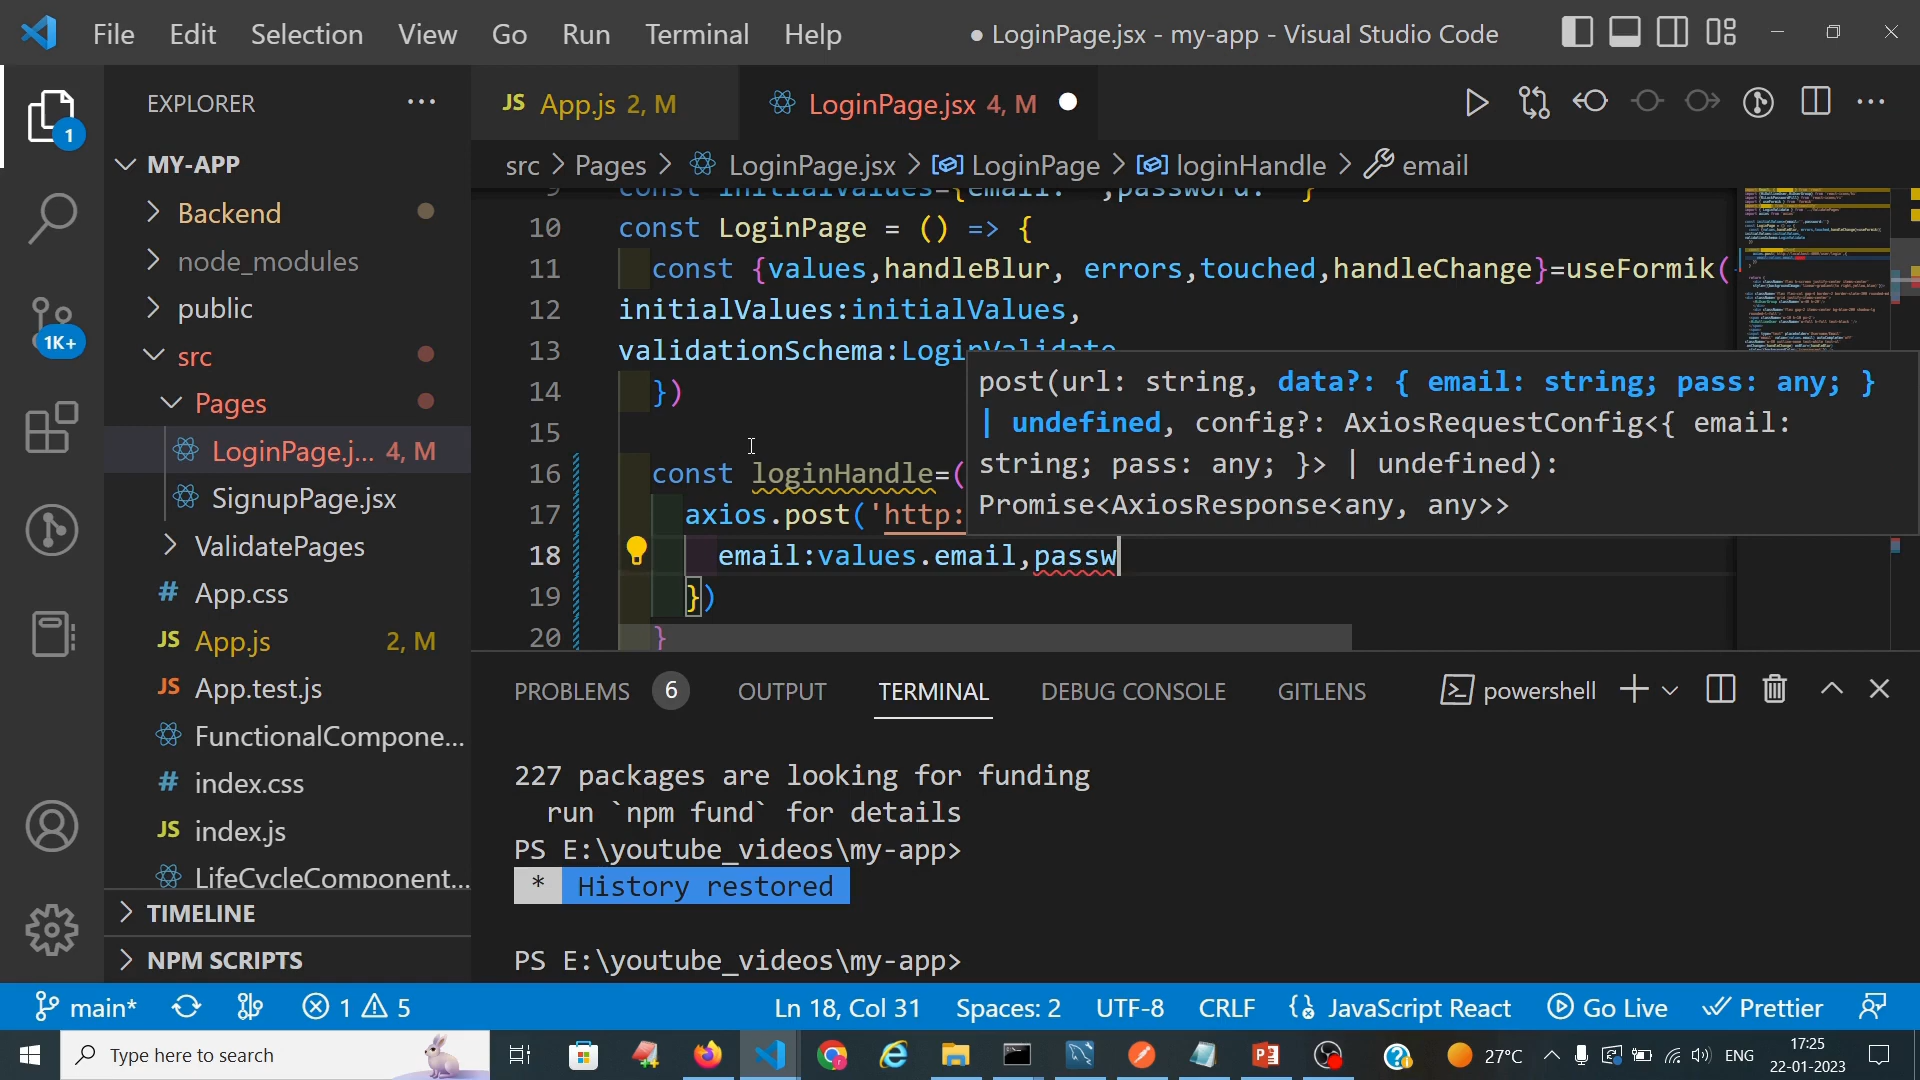 File Edit Selection View Go Run Terminal Help ● LoginPage.jsx - my-app - Visual Studio Code
EXPLORER ...
JS App.js 2, M LoginPage.jsx 4, M
src > Pages > LoginPage.jsx > LoginPage > loginHandle > email
1
1K+
MY-APP
Backend
node_modules
public
src
Pages
LoginPage.j... 4, M
SignupPage.jsx
ValidatePages
# App.css
JS App.js 2, M
JS App.test.js
FunctionalCompone...
# index.css
JS index.js
LifeCycleComponent...
TIMELINE
NPM SCRIPTS
10 const LoginPage = () => {
11 const {values,handleBlur, errors,touched,handleChange}=useFormik(
12 initialValues:initialValues,
13 validationSchema:LoginValidate
14 })
15
16 const loginHandle=(
17 axios.post('http:
18 email:values.email,passw
19 })
20 }
post(url: string, data?: { email: string; pass: any; }
| undefined, config?: AxiosRequestConfig<{ email:
string; pass: any; }> | undefined):
Promise<AxiosResponse<any, any>>
PROBLEMS 6 OUTPUT TERMINAL DEBUG CONSOLE GITLENS powershell
227 packages are looking for funding
run `npm fund` for details
PS E:\youtube_videos\my-app>
* History restored
PS E:\youtube_videos\my-app>
main* 1 5 Ln 18, Col 31 Spaces: 2 UTF-8 CRLF JavaScript React Go Live Prettier
Type here to search 27°C ENG 17:25
22-01-2023